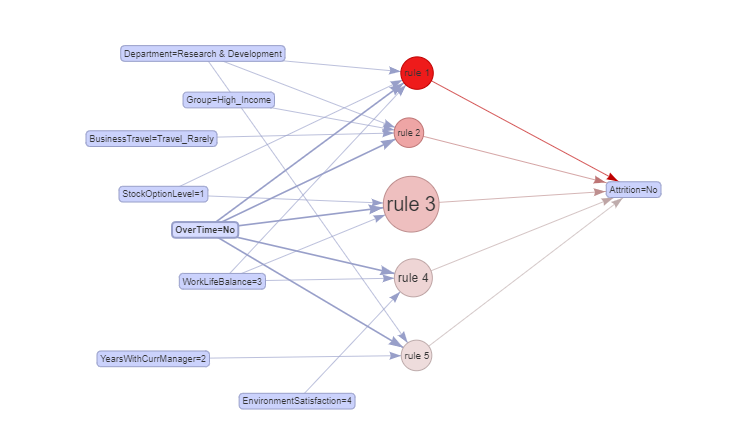 Department=Research & Development
rule 1
Group=High_Income
rule 2
BusinessTravel=Travel_Rarely
StockOptionLevel=1
Attrition=No
rule 3
OverTime=No
WorkLifeBalance=3
rule 4
YearsWithCurrManager=2
rule 5
EnvironmentSatisfaction=4